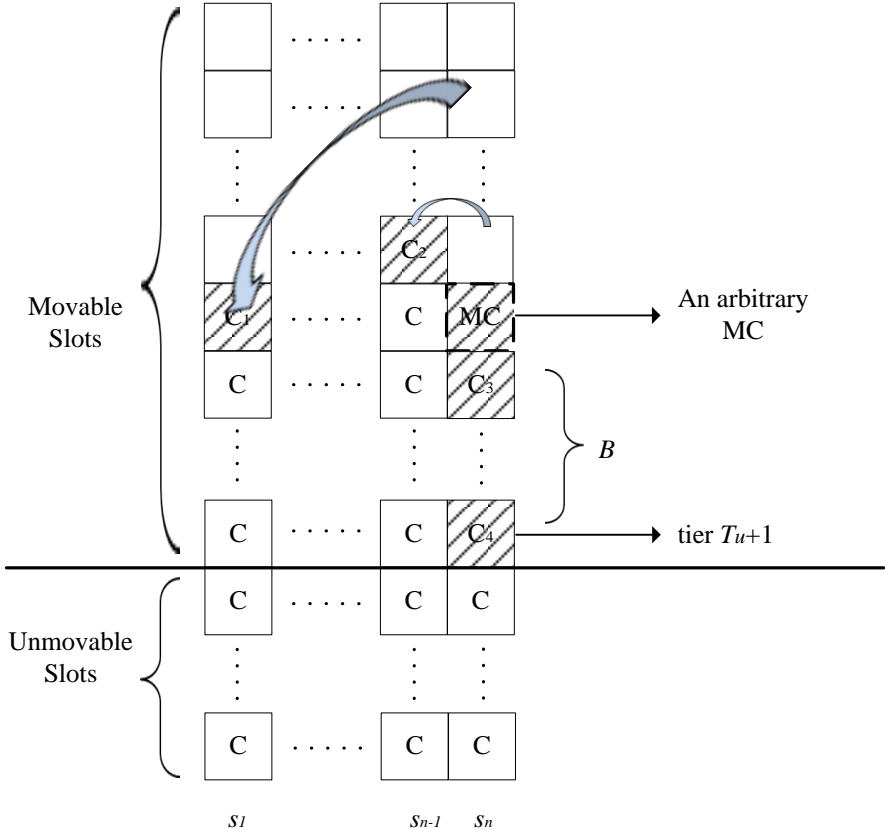 C2
Movable
Slots
C1 C MC An arbitrary
MC
C C C3
B
C C C4 tier Tu+1
C C C
Unmovable
Slots
C C C
s1 sn-1 sn